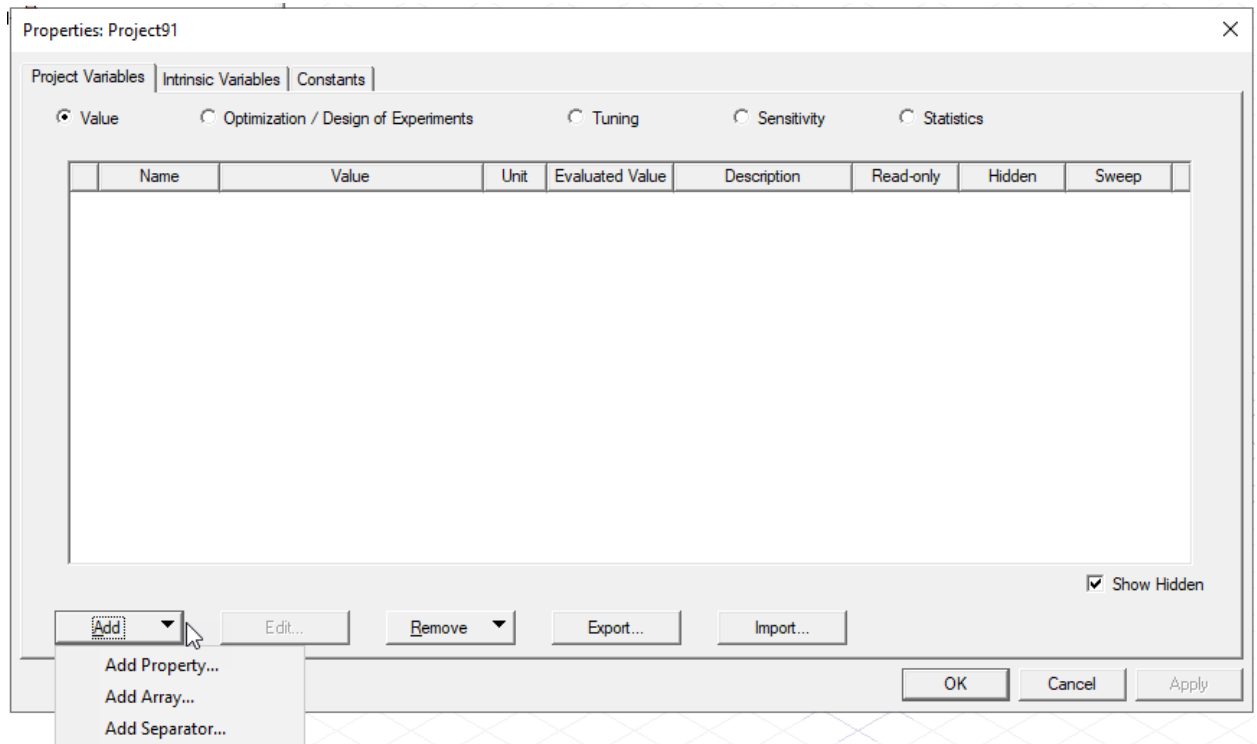 Properties: Project91
Project Variables Intrinsic Variables Constants
Value Optimization / Design of Experiments Tuning Sensitivity Statistics
Name Value Unit Evaluated Value Description Read-only Hidden Sweep
Show Hidden
Add Edit... Remove Export... Import...
Add Property...
OK Cancel Apply
Add Array...
Add Separator...